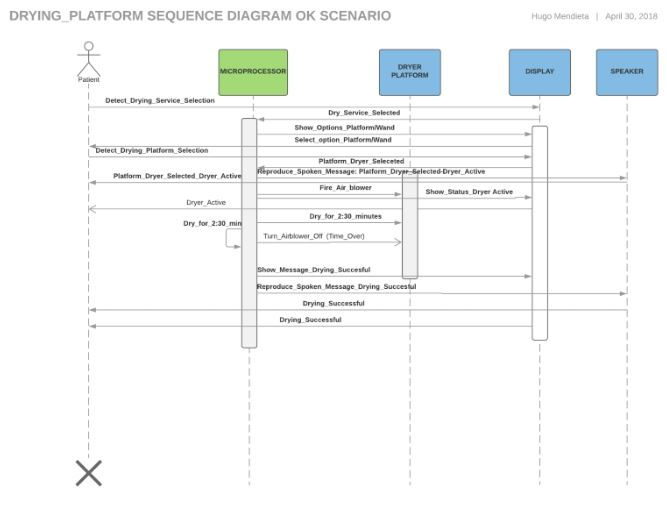 DRYING_PLATFORM SEQUENCE DIAGRAM OK SCENARIO
Hugo Mendieta | April 30, 2018
Patient
MICROPROCESSOR
DRYER
PLATFORM
DISPLAY
SPEAKER
Detect_Drying_Service_Selection
Dry_Service_Selected
Show_Options_Platform/Wand
Select_option_Platform/Wand
Detect_Drying_Platform_Selection
Platform_Dryer_Seleceted
Reproduce_Spoken_Message: Platform_Dryer_Selected-Dryer_Active
Platform_Dryer_Selected_Dryer_Active
Fire_Air_blower
Show_Status_Dryer Active
Dryer_Active
Dry_for_2:30_minutes
Dry_for_2:30_min
Turn_Airblower_Off (Time_Over)
Show_Message_Drying_Succesful
Reproduce_Spoken_Message_Drying_Succesful
Drying_Successful
Drying_Successful